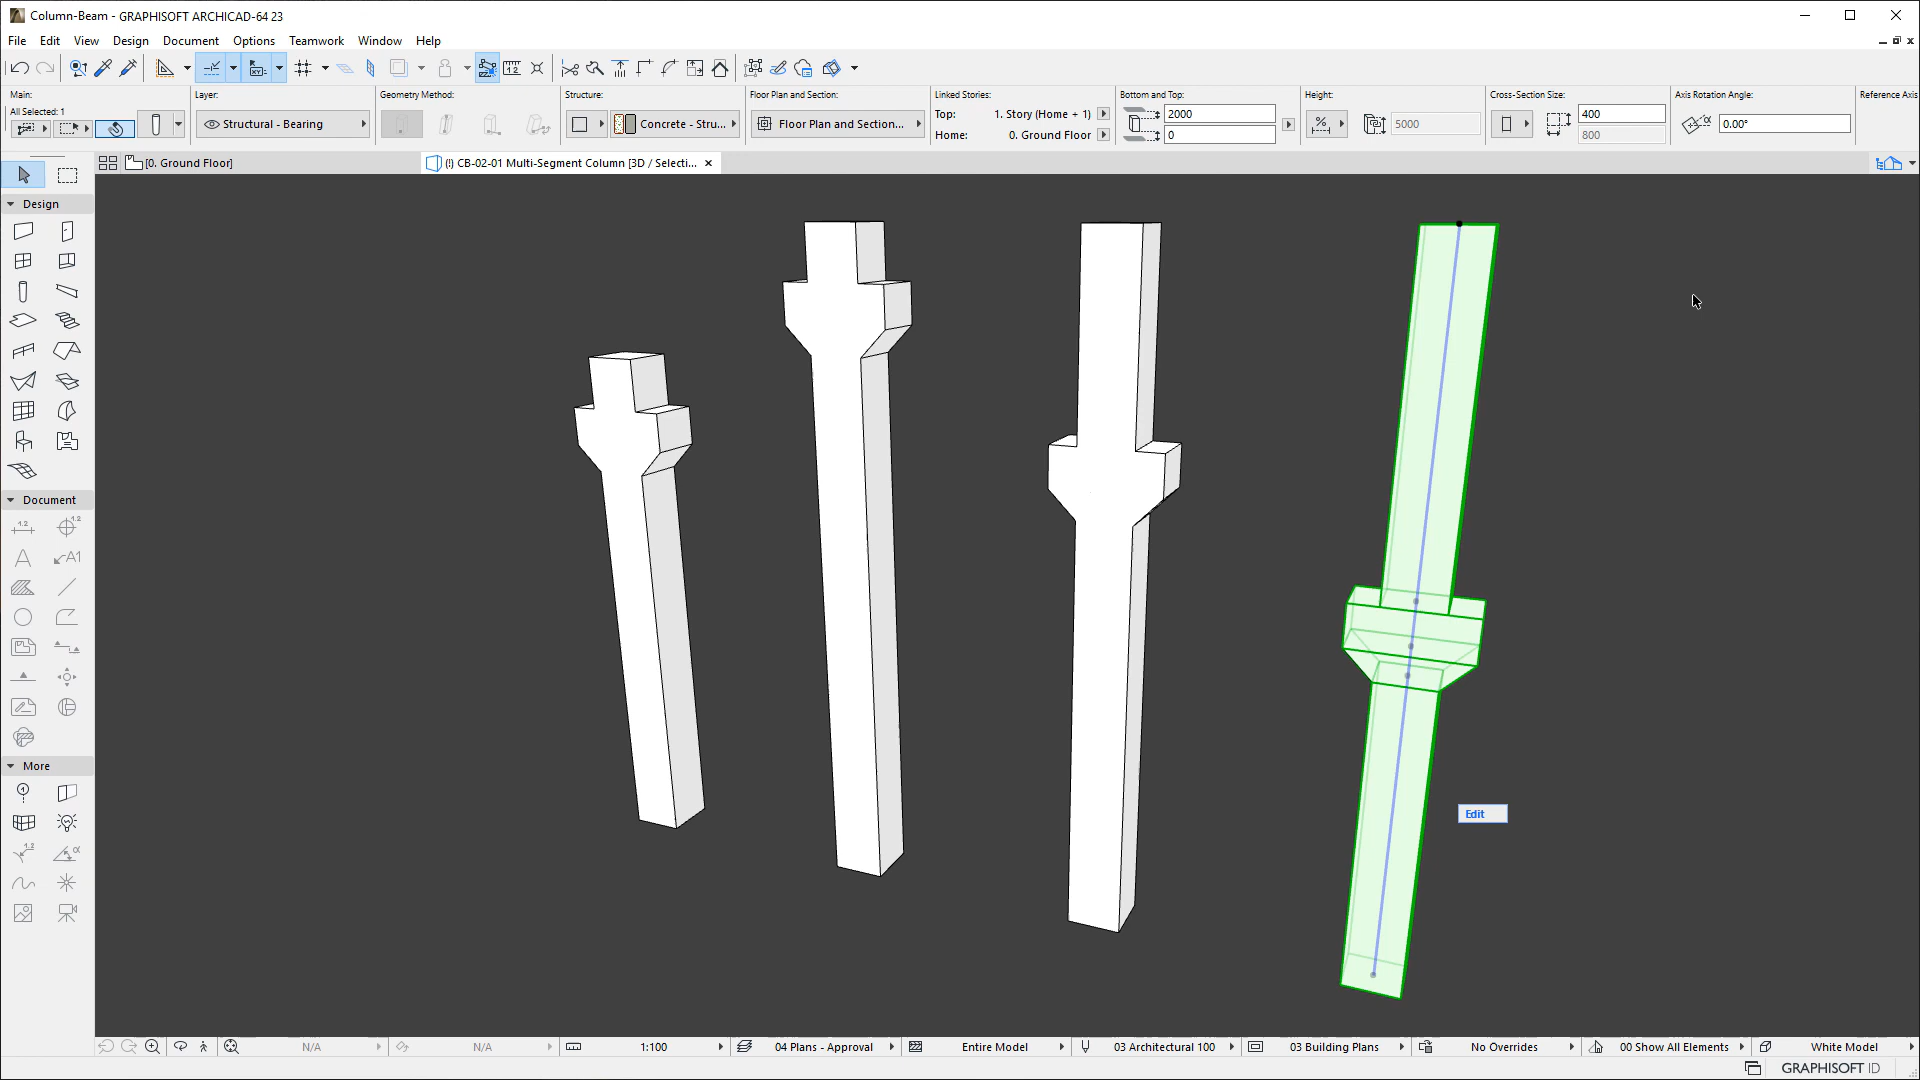 Column-Beam - GRAPHISOFT ARCHICAD-64 23
File Edit View Design Document Options Teamwork Window Help
Main:
All Selected: 1
Layer:
Structural - Bearing
Geometry Method:
Structure:
Concrete - Stru...
Floor Plan and Section:
Floor Plan and Section...
Linked Stories:
Top: 1. Story (Home + 1)
Home: 0. Ground Floor
Bottom and Top:
2000
0
Height:
5000
Cross-Section Size:
400
800
Axis Rotation Angle:
0.00°
Reference Axis
[0. Ground Floor]
(!) CB-02-01 Multi-Segment Column [3D / Selecti...
Design
Document
More
Edit
N/A
N/A
1:100
04 Plans - Approval
Entire Model
03 Architectural 100
03 Building Plans
No Overrides
00 Show All Elements
White Model
GRAPHISOFT ID